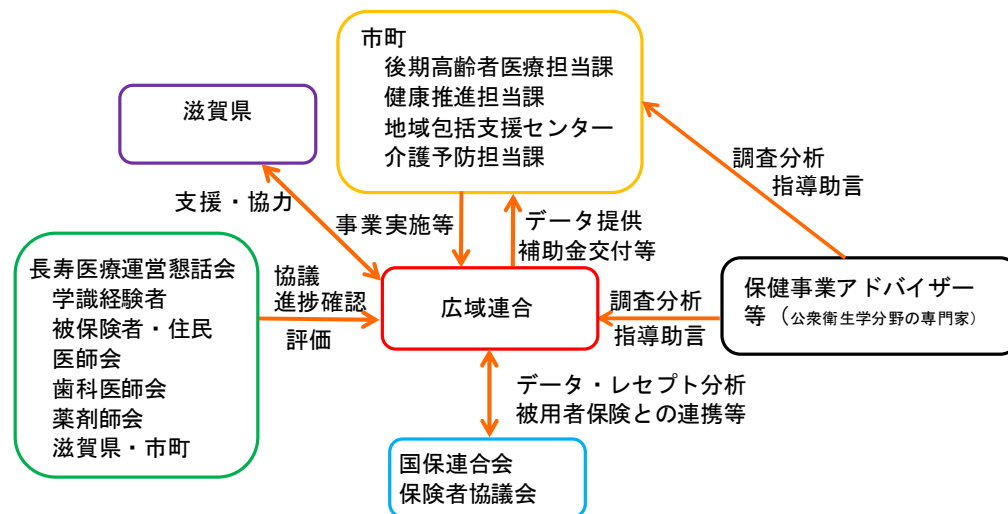 市町
後期高齢者医療担当課
健康推進担当課
地域包括支援センター
介護予防担当課
滋賀県
調査分析
指導助言
支援・協力
事業実施等
データ提供
補助金交付等
長寿医療運営懇話会
学識経験者
被保険者・住民
医師会
歯科医師会
薬剤師会
滋賀県・市町
協議
進捗確認
評価
広域連合
調査分析
指導助言
保健事業アドバイザー
等（公衆衛生学分野の専門家）
データ・レセプト分析
被用者保険との連携等
国保連合会
保険者協議会